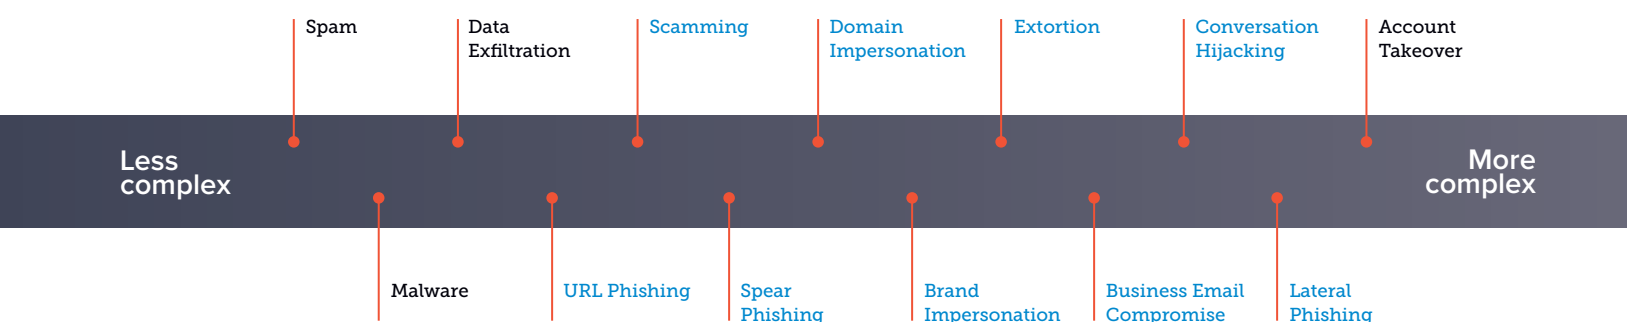 Spam
Data
Exfiltration
Scamming
Domain
Impersonation
Extortion
Conversation
Hijacking
Account
Takeover
Less
complex
More
complex
Malware
URL Phishing
Spear
Phishing
Brand
Impersonation
Business Email
Compromise
Lateral
Phishing